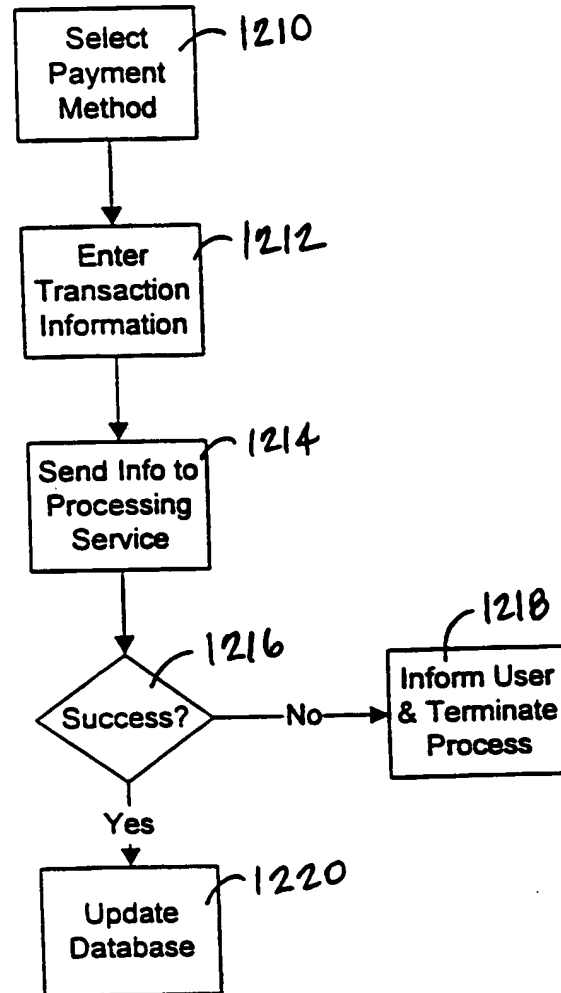 Select
Payment
Method
1210
Enter
Transaction
Information
1212
Send Info to
Processing
Service
1214
Success?
1216
No
Inform User
& Terminate
Process
1218
Yes
Update
Database
1220